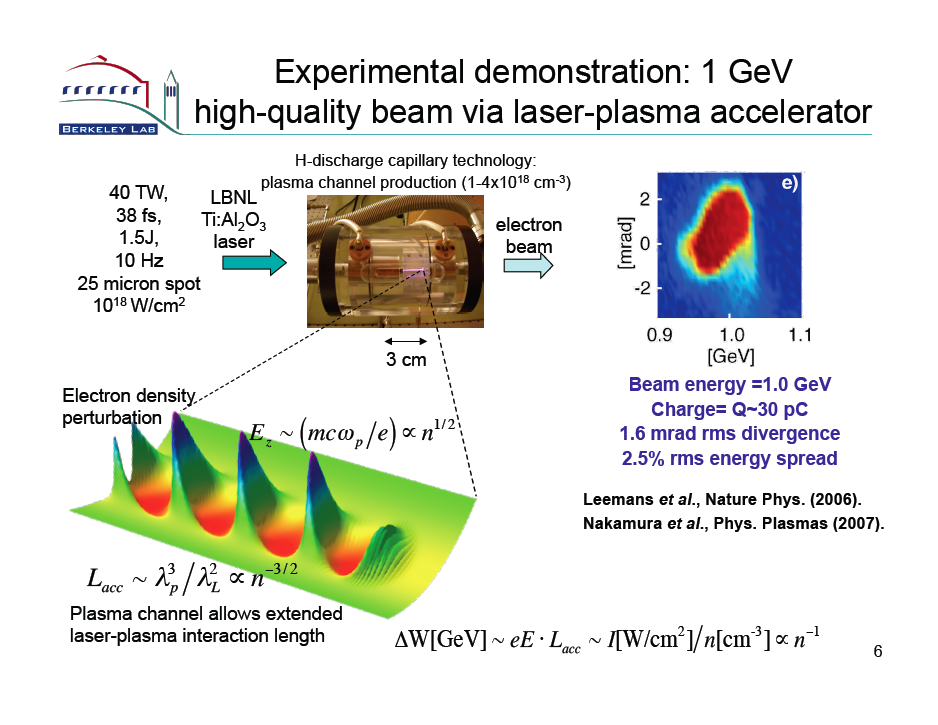 Experimental demonstration: 1 GeV
high-quality beam via laser-plasma accelerator
BERKELEY LAB
H-discharge capillary technology:
plasma channel production (1-4x10¹⁸ cm⁻³)
40 TW,
38 fs,
1.5J,
10 Hz
25 micron spot
10¹⁸ W/cm²
LBNL
Ti:Al₂O₃
laser
electron
beam
3 cm
e)
[mrad]
2
0
-2
0.9 1.0 1.1
[GeV]
Beam energy =1.0 GeV
Charge= Q~30 pC
1.6 mrad rms divergence
2.5% rms energy spread
Leemans et al., Nature Phys. (2006).
Nakamura et al., Phys. Plasmas (2007).
Electron density
perturbation
E_z ~ (mcω_p/e) ∝ n^{1/2}
L_acc ~ λ_p³/λ_L² ∝ n^{−3/2}
Plasma channel allows extended
laser-plasma interaction length
ΔW[GeV] ~ eE · L_acc ~ I[W/cm²]/n[cm⁻³] ∝ n⁻¹
6